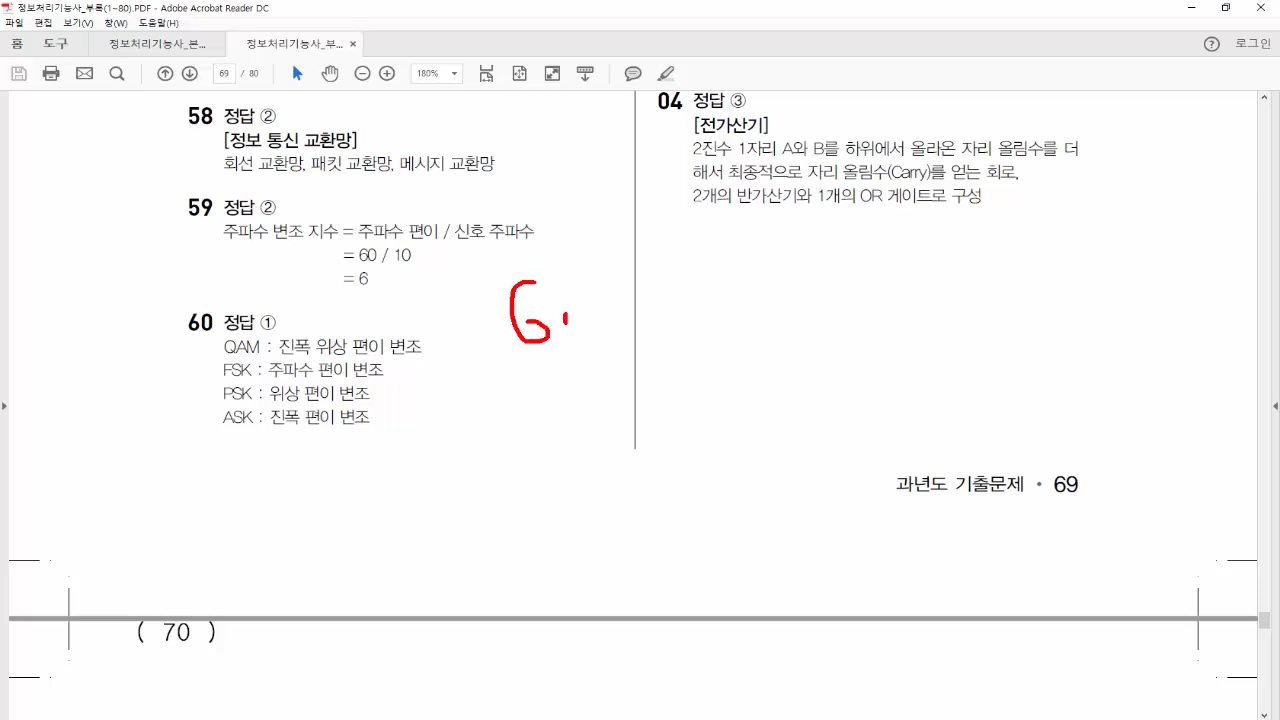 정보처리기능사_부록(1~80).PDF - Adobe Acrobat Reader DC
파일 편집 보기(V) 창(W) 도움말(H)
홈 도구 정보처리기능사_본... 정보처리기능사_부... × 로그인
69 / 80 180%
58 정답 ②
[정보 통신 교환망]
회선 교환망, 패킷 교환망, 메시지 교환망
59 정답 ②
주파수 변조 지수 = 주파수 편이 / 신호 주파수
= 60 / 10
= 6
60 정답 ①
QAM : 진폭 위상 편이 변조
FSK : 주파수 편이 변조
PSK : 위상 편이 변조
ASK : 진폭 편이 변조
04 정답 ③
[전가산기]
2진수 1자리 A와 B를 하위에서 올라온 자리 올림수를 더
해서 최종적으로 자리 올림수(Carry)를 얻는 회로,
2개의 반가산기와 1개의 OR 게이트로 구성
과년도 기출문제 • 69
( 70 )